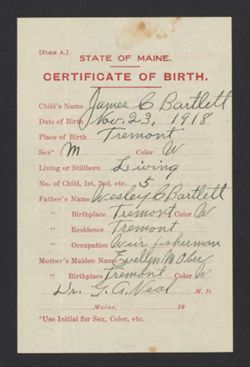 [FORM A.]
STATE OF MAINE.
CERTIFICATE OF BIRTH.
Child's Name James C Bartlett
Date of Birth Nov. 23, 1918
Place of Birth Tremont
Sex* M Color W
Living or Stillborn Living
No. of Child, 1st, 2nd, etc. 5
Father's Name Wesley C Bartlett
" Birthplace Tremont Color W
" Residence Tremont
" Occupation Weir fisherman
Mother's Maiden Name Evelyn M Ober
" Birthplace Tremont Color W
Dr. G. A. Neal M. D.
Maine, 19
*Use Initial for Sex, Color, etc.